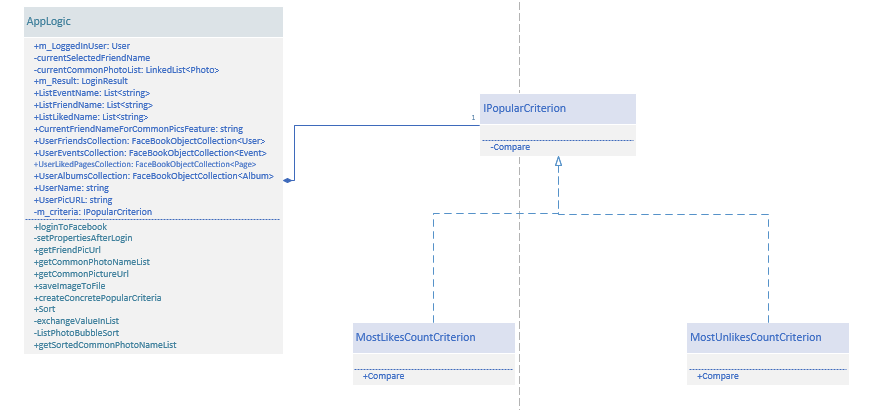 AppLogic
+m_LoggedInUser: User
-currentSelectedFriendName
-currentCommonPhotoList: LinkedList<Photo>
+m_Result: LoginResult
+ListEventName: List<string>
+ListFriendName: List<string>
+ListLikedName: List<string>
+CurrentFriendNameForCommonPicsFeature: string
+UserFriendsCollection: FaceBookObjectCollection<User>
+UserEventsCollection: FaceBookObjectCollection<Event>
+UserLikedPagesCollection: FaceBookObjectCollection<Page>
+UserAlbumsCollection: FaceBookObjectCollection<Album>
+UserName: string
+UserPicURL: string
-m_criteria: IPopularCriterion
+loginToFacebook
-setPropertiesAfterLogin
+getFriendPicUrl
+getCommonPhotoNameList
+getCommonPictureUrl
+saveImageToFile
+createConcretePopularCriteria
+Sort
-exchangeValueInList
-ListPhotoBubbleSort
+getSortedCommonPhotoNameList
1
IPopularCriterion
-Compare
MostLikesCountCriterion
+Compare
MostUnlikesCountCriterion
+Compare